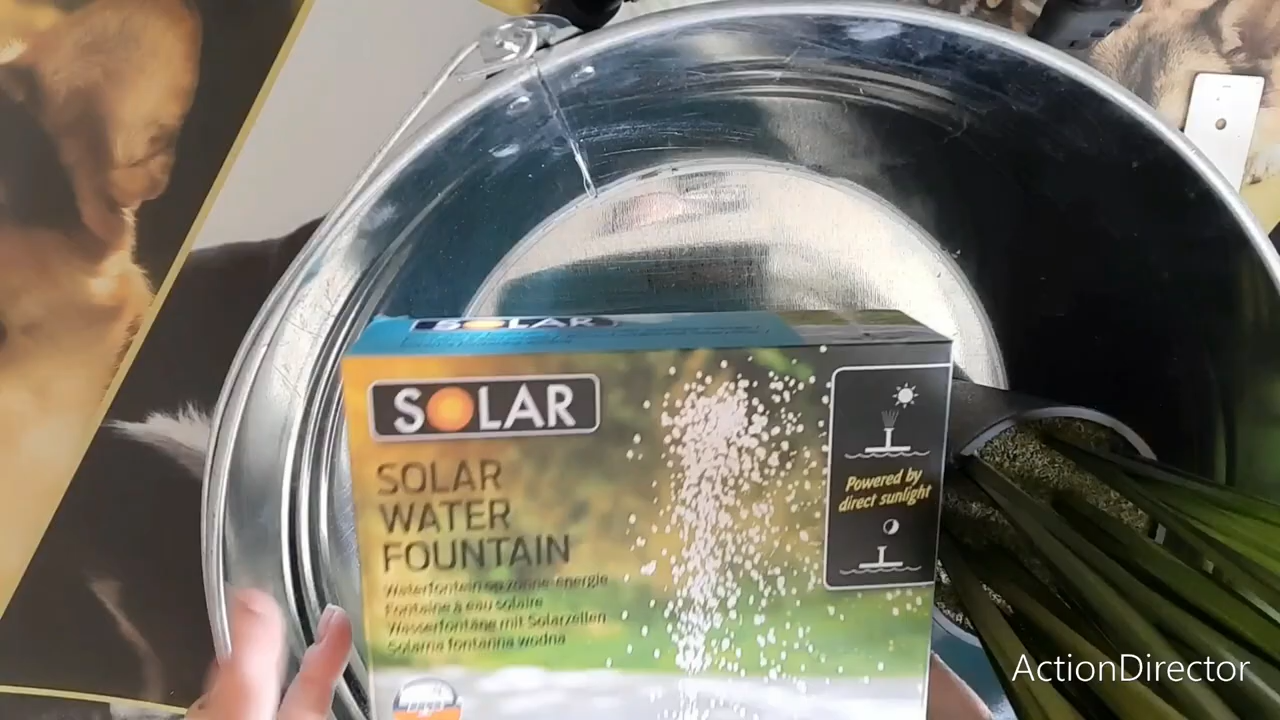 SOLAR
SOLAR
SOLAR
WATER
FOUNTAIN
Waterfontein op zonne-energie
Fontaine à eau solaire
Wasserfontäne mit Solarzellen
Solarna fontanna wodna
Powered by
direct sunlight
ActionDirector